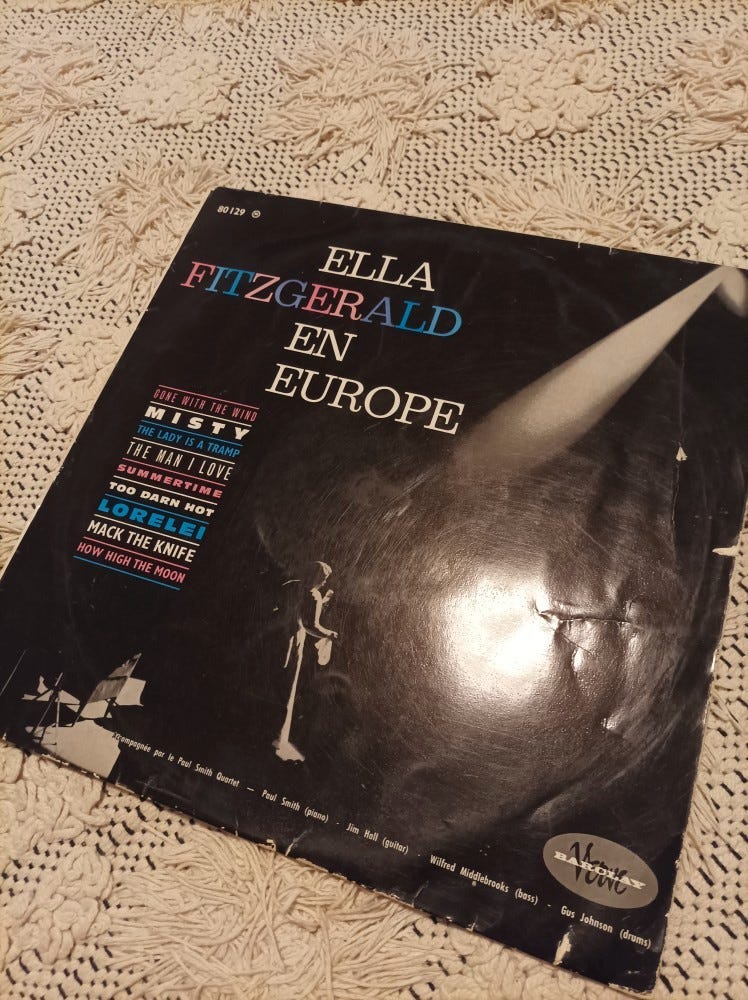 80129 M
ELLA
FITZGERALD
EN
EUROPE
GONE WITH THE WIND
MISTY
THE LADY IS A TRAMP
THE MAN I LOVE
SUMMERTIME
TOO DARN HOT
LORELEI
MACK THE KNIFE
HOW HIGH THE MOON
Accompagnée par le Paul Smith Quartet — Paul Smith (piano) - Jim Hall (guitar) - Wilfred Middlebrooks (bass) - Gus Johnson (drums)
Verve
BARCLAY